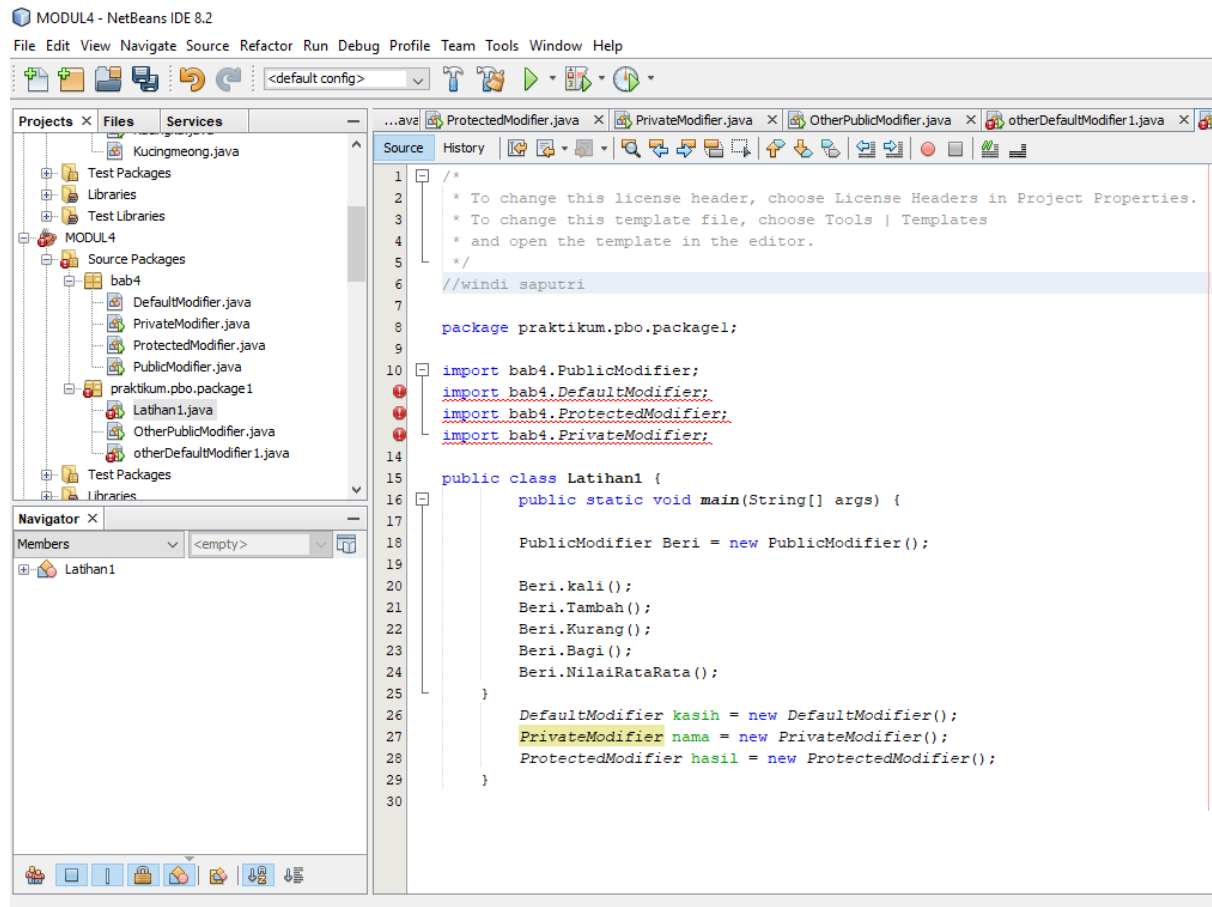 MODUL4 - NetBeans IDE 8.2
File Edit View Navigate Source Refactor Run Debug Profile Team Tools Window Help
<default config>
Projects Files Services
Kucingmeong.java
Test Packages
Libraries
Test Libraries
MODUL4
Source Packages
bab4
DefaultModifier.java
PrivateModifier.java
ProtectedModifier.java
PublicModifier.java
praktikum.pbo.package1
Latihan1.java
OtherPublicModifier.java
otherDefaultModifier1.java
Test Packages
Libraries
Navigator
Members <empty>
Latihan1
...ava ProtectedModifier.java PrivateModifier.java OtherPublicModifier.java otherDefaultModifier1.java
Source History
1 /*
2 * To change this license header, choose License Headers in Project Properties.
3 * To change this template file, choose Tools | Templates
4 * and open the template in the editor.
5 */
6 //windi saputri
7
8 package praktikum.pbo.package1;
9
10 import bab4.PublicModifier;
import bab4.DefaultModifier;
import bab4.ProtectedModifier;
import bab4.PrivateModifier;
14
15 public class Latihan1 {
16 public static void main(String[] args) {
17
18 PublicModifier Beri = new PublicModifier();
19
20 Beri.kali();
21 Beri.Tambah();
22 Beri.Kurang();
23 Beri.Bagi();
24 Beri.NilaiRataRata();
25 }
26 DefaultModifier kasih = new DefaultModifier();
27 PrivateModifier nama = new PrivateModifier();
28 ProtectedModifier hasil = new ProtectedModifier();
29 }
30